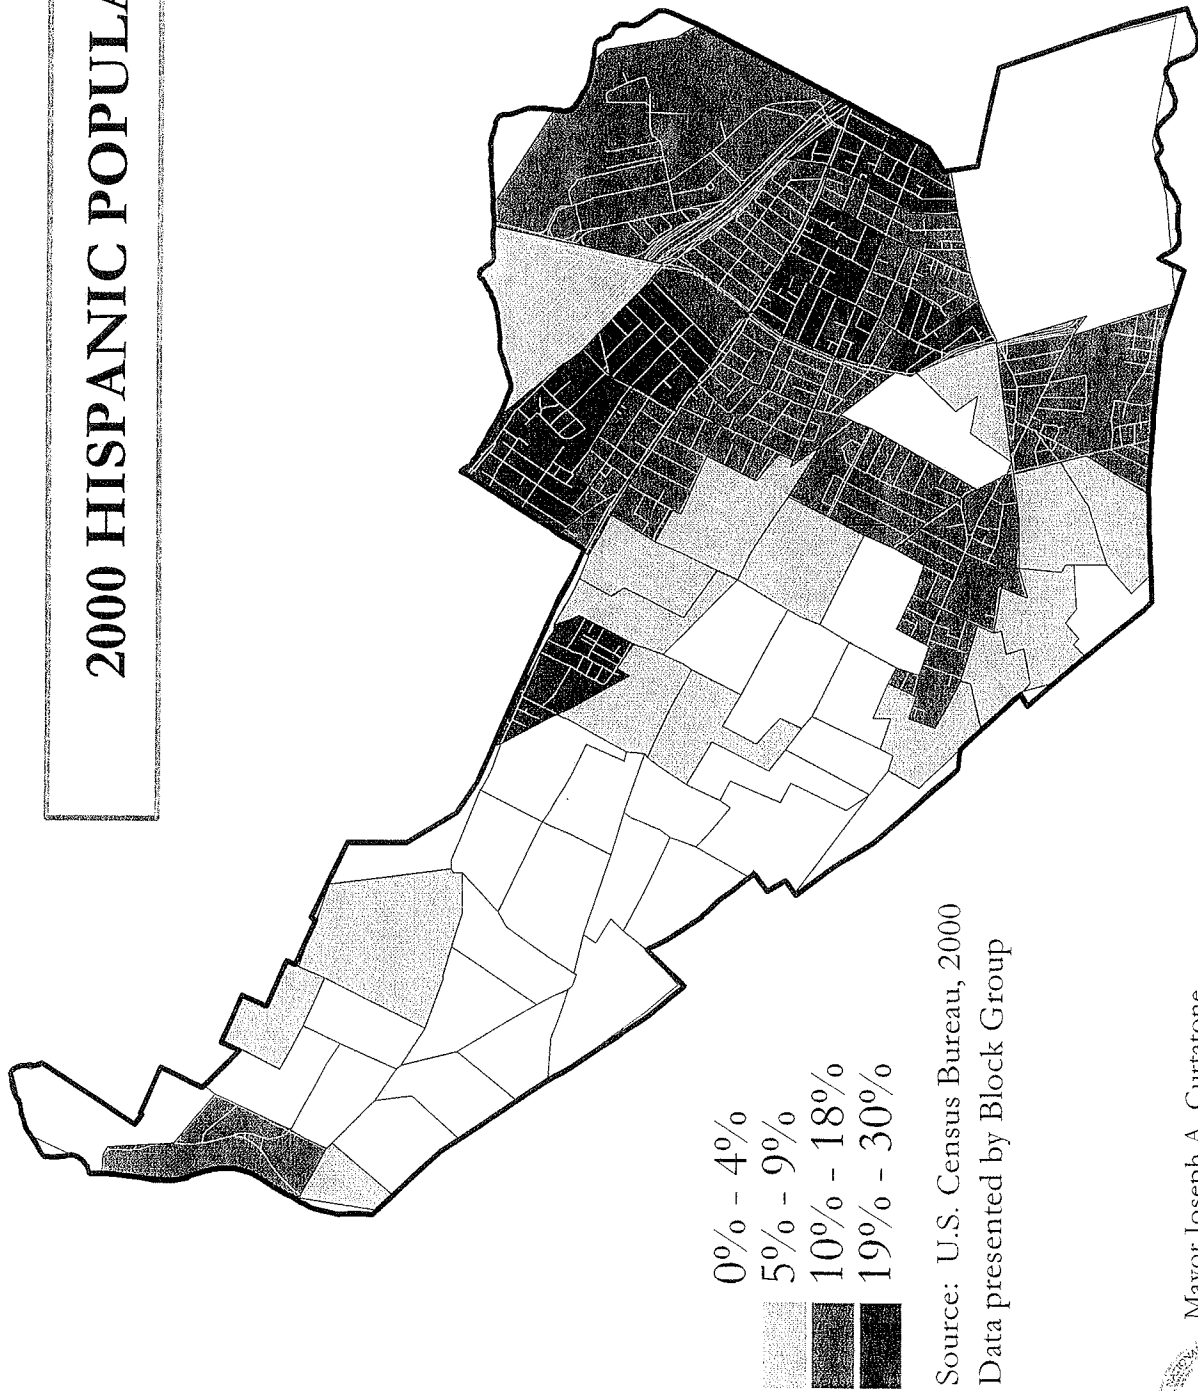 2000 HISPANIC POPULA
0% - 4%
5% - 9%
10% - 18%
19% - 30%
Source: U.S. Census Bureau, 2000
Data presented by Block Group
Mayor Joseph A. Curtatone